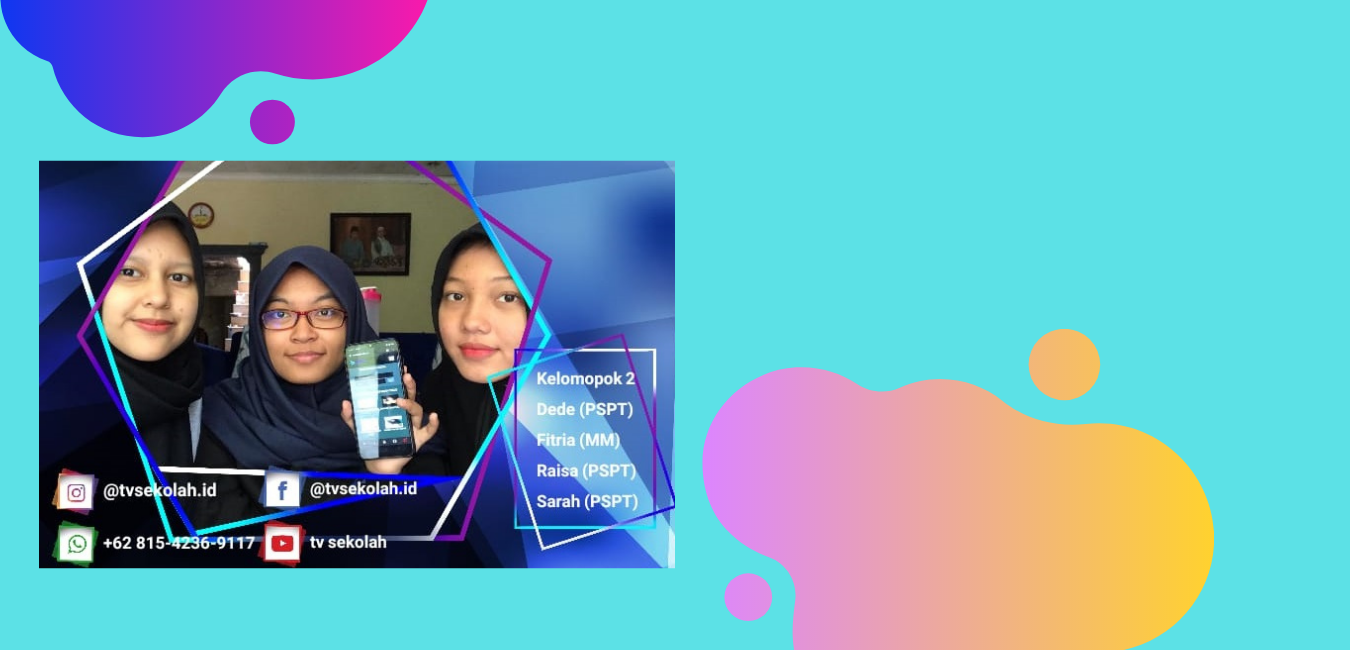 Kelomopok 2
Dede (PSPT)
Fitria (MM)
Raisa (PSPT)
Sarah (PSPT)
@tvsekolah.id
@tvsekolah.id
+62 815-4236-9117
tv sekolah